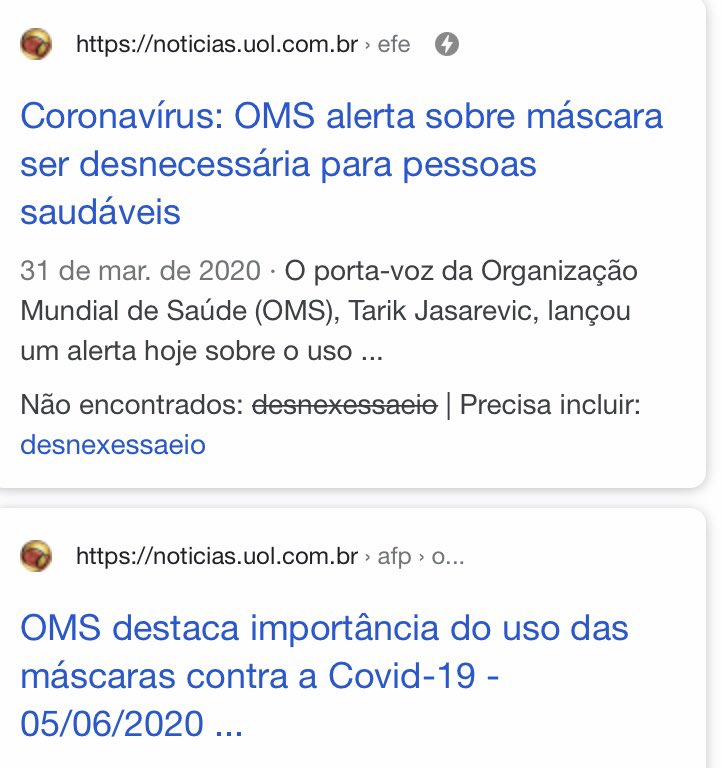 https://noticias.uol.com.br › efe
Coronavírus: OMS alerta sobre máscara
ser desnecessária para pessoas
saudáveis
31 de mar. de 2020 · O porta-voz da Organização
Mundial de Saúde (OMS), Tarik Jasarevic, lançou
um alerta hoje sobre o uso ...
Não encontrados: desnexessaeio | Precisa incluir:
desnexessaeio
https://noticias.uol.com.br › afp › o...
OMS destaca importância do uso das
máscaras contra a Covid-19 -
05/06/2020 ...